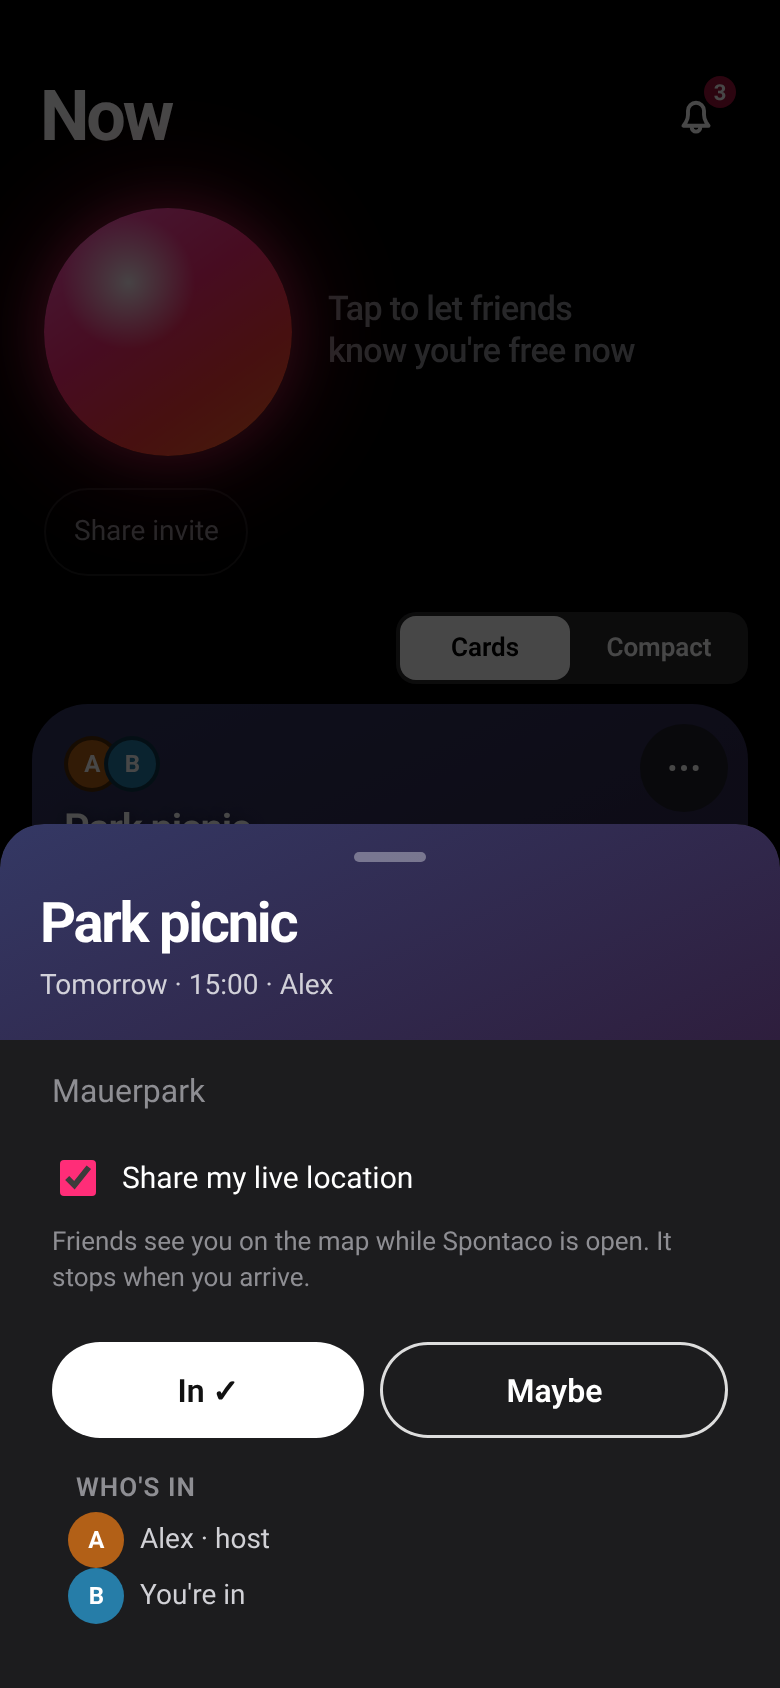 Now
3
Tap to let friends
know you're free now
Share invite
Cards
Compact
A
B
Park picnic
Park picnic
Tomorrow · 15:00 · Alex
Mauerpark
Share my live location
Friends see you on the map while Spontaco is open. It
stops when you arrive.
In ✓
Maybe
WHO'S IN
A
Alex · host
B
You're in